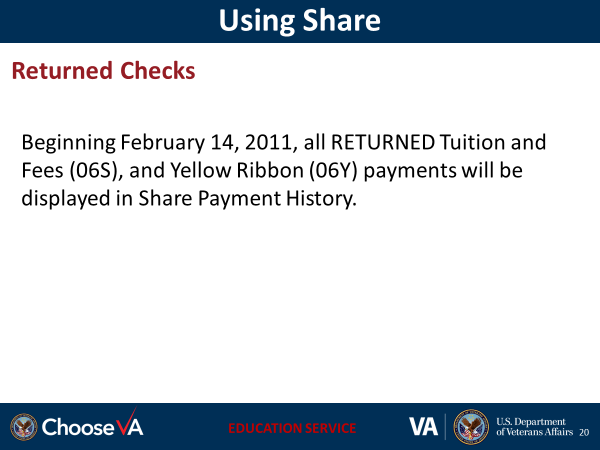 Using Share
Returned Checks
Beginning February 14, 2011, all RETURNED Tuition and
Fees (06S), and Yellow Ribbon (06Y) payments will be
displayed in Share Payment History.
ChooseVA
EDUCATION SERVICE
VA
U.S. Department
of Veterans Affairs
20